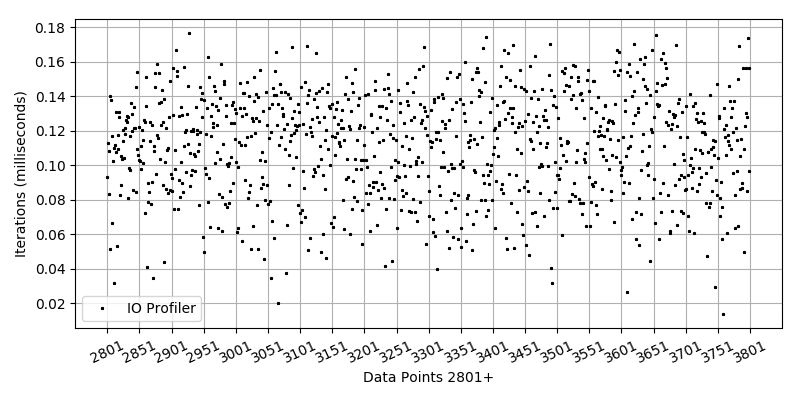 0.18
0.16
0.14
0.12
0.10
0.08
0.06
0.04
0.02
Iterations (milliseconds)
IO Profiler
2801 2851 2901 2951 3001 3051 3101 3151 3201 3251 3301 3351 3401 3451 3501 3551 3601 3651 3701 3751 3801
Data Points 2801+